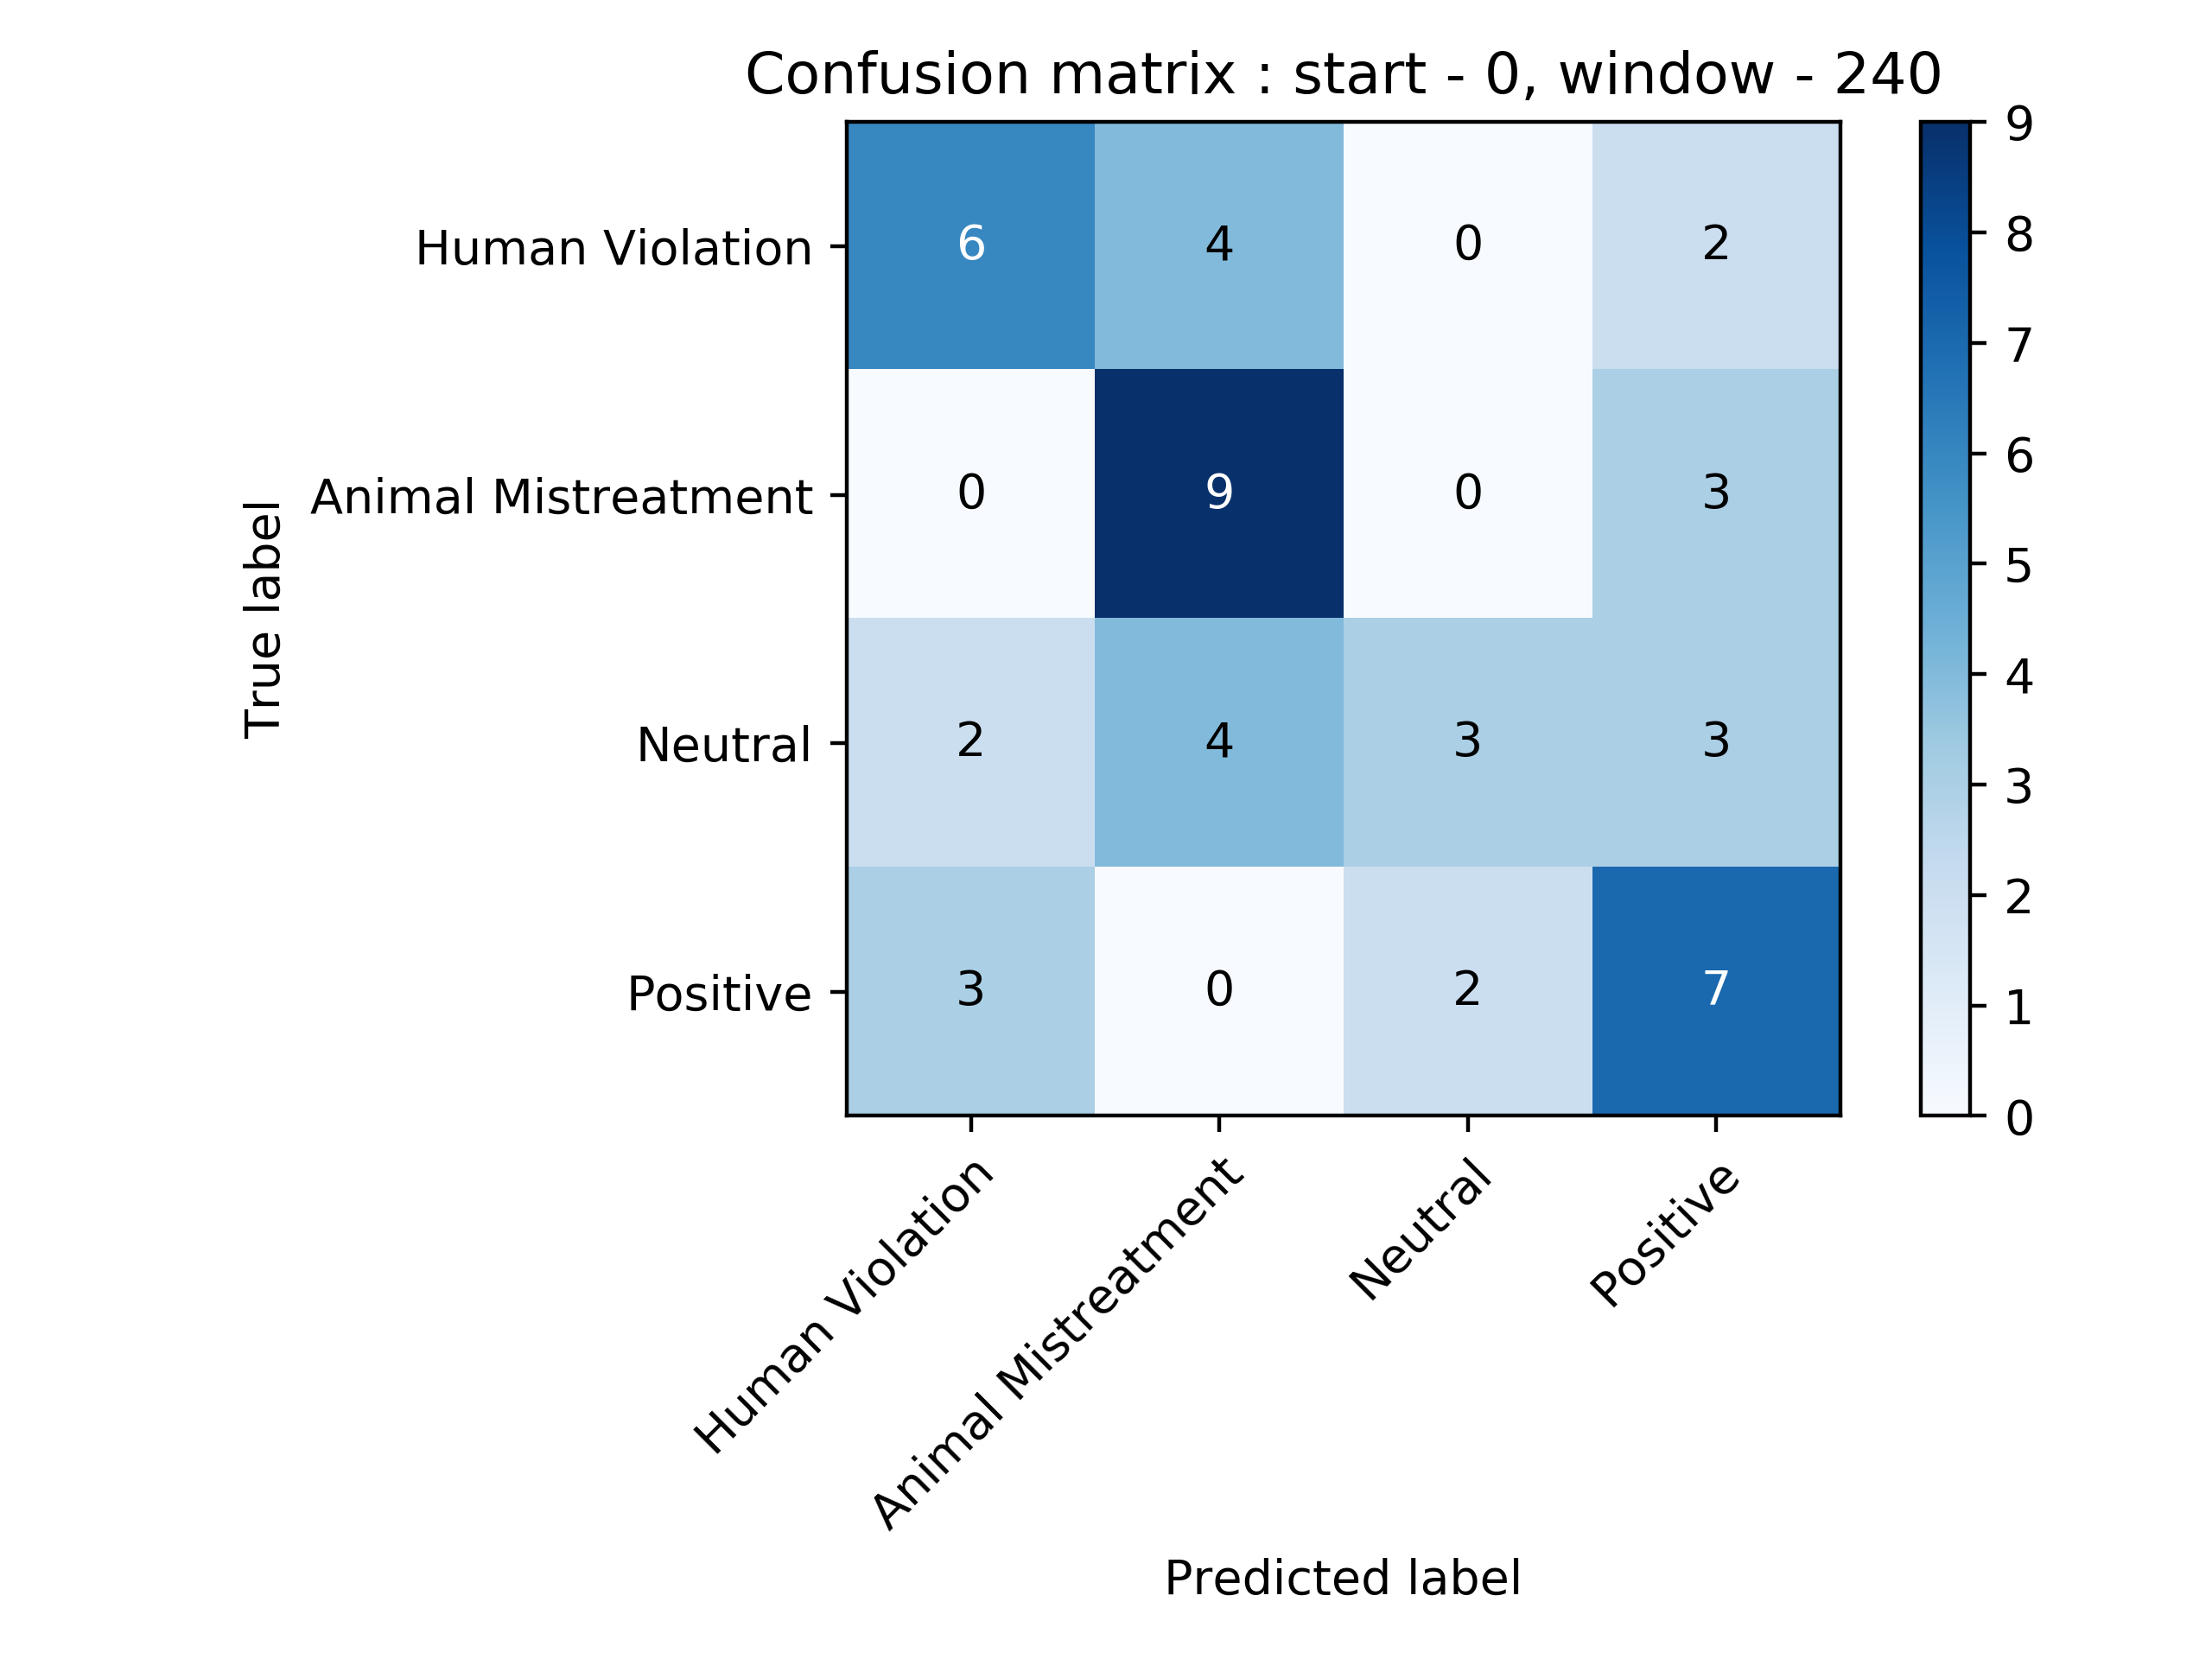 Confusion matrix : start - 0, window - 240
True label
Human Violation
6 4 0 2
Animal Mistreatment
0 9 0 3
Neutral
2 4 3 3
Positive
3 0 2 7
Human Violation
Animal Mistreatment
Neutral
Positive
Predicted label
9
8
7
6
5
4
3
2
1
0